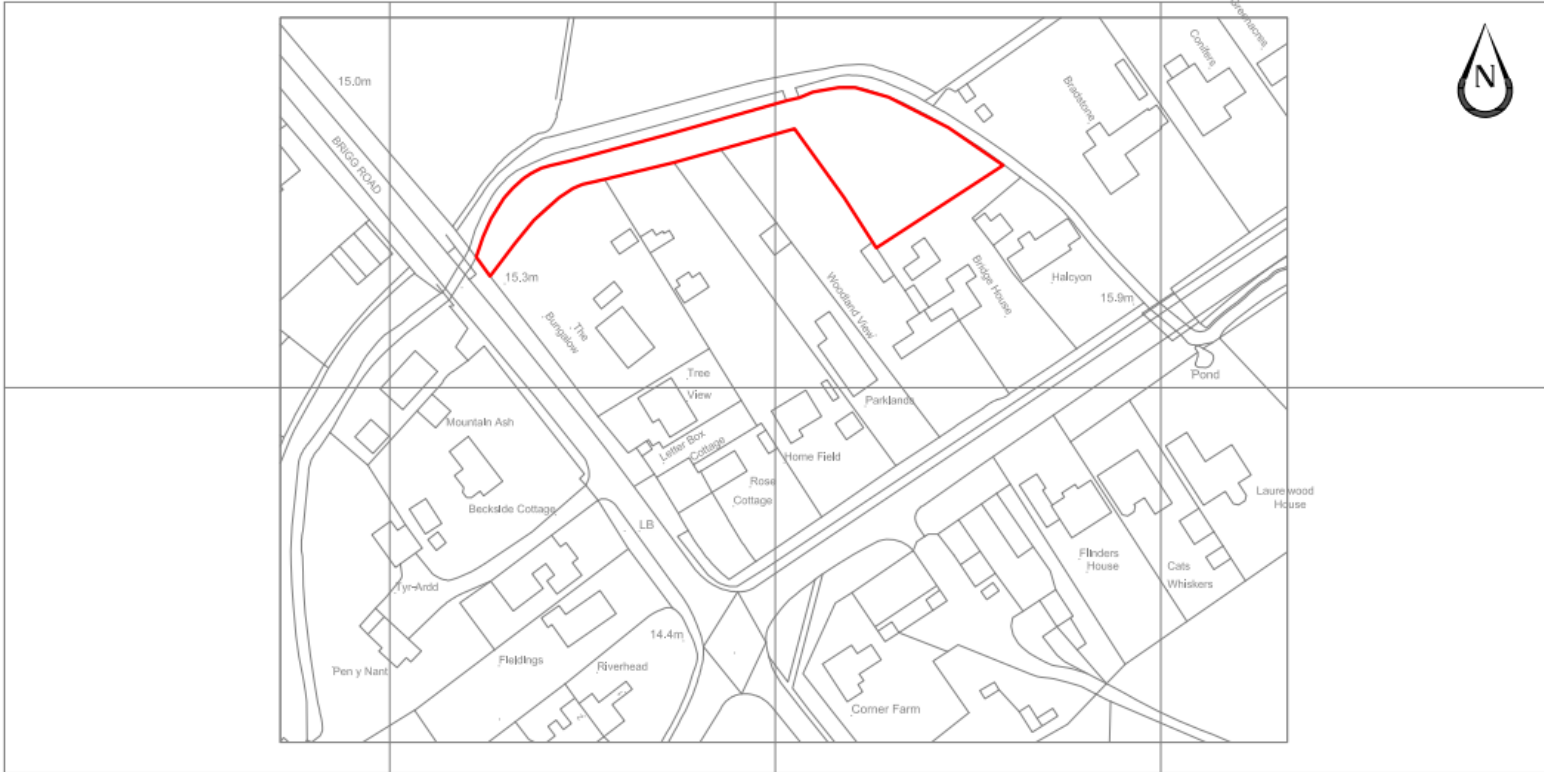 Greenacres
Conifers
N
15.0m
Bradstone
BRIGG ROAD
15.3m
Woodland View
Bridge House
Halcyon
15.9m
The
Bungalow
Tree
View
Pond
Parklands
Mountain Ash
Letter Box
Cottage
Home Field
Rose
Cottage
Beckside Cottage
LB
Laurelwood
House
Flinders
House
Cats
Whiskers
Tyr-Ardd
14.4m
Fieldings
Riverhead
Pen y Nant
Corner Farm